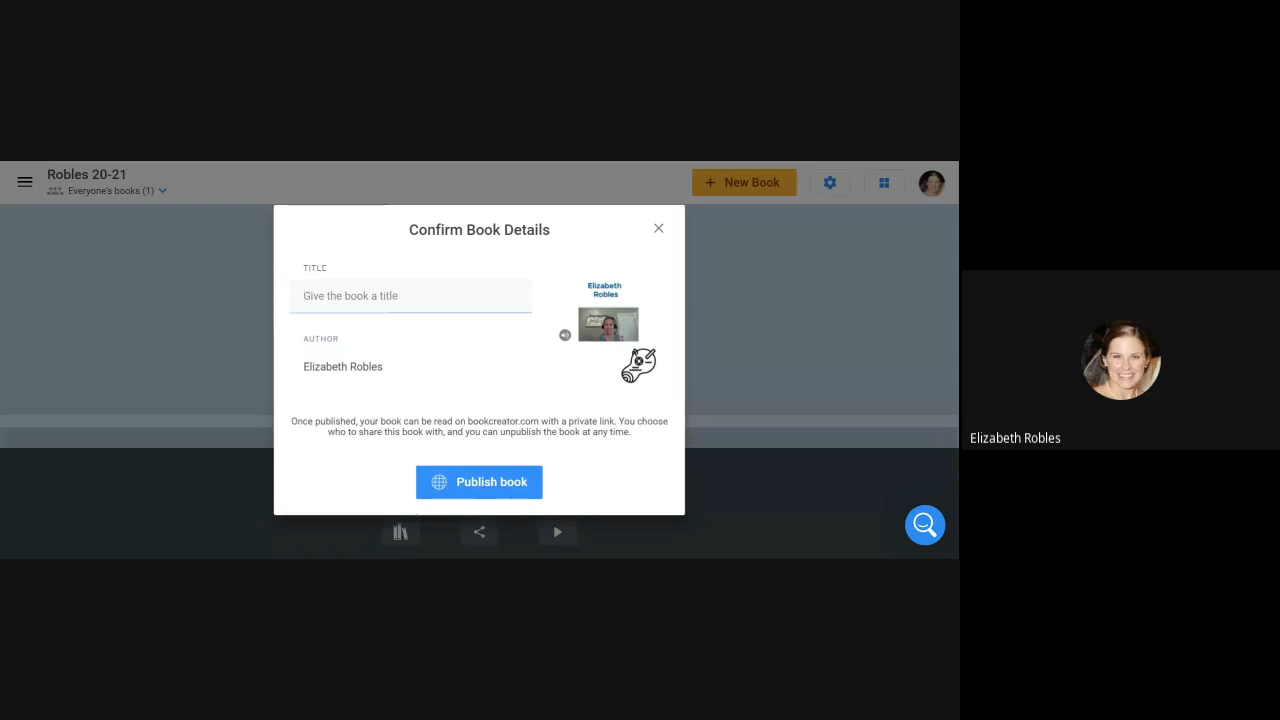 Robles 20-21
Everyone's books (1)
New Book
Confirm Book Details
TITLE
Give the book a title
Elizabeth
Robles
AUTHOR
Elizabeth Robles
Once published, your book can be read on bookcreator.com with a private link. You choose
who to share this book with, and you can unpublish the book at any time.
Publish book
Elizabeth Robles